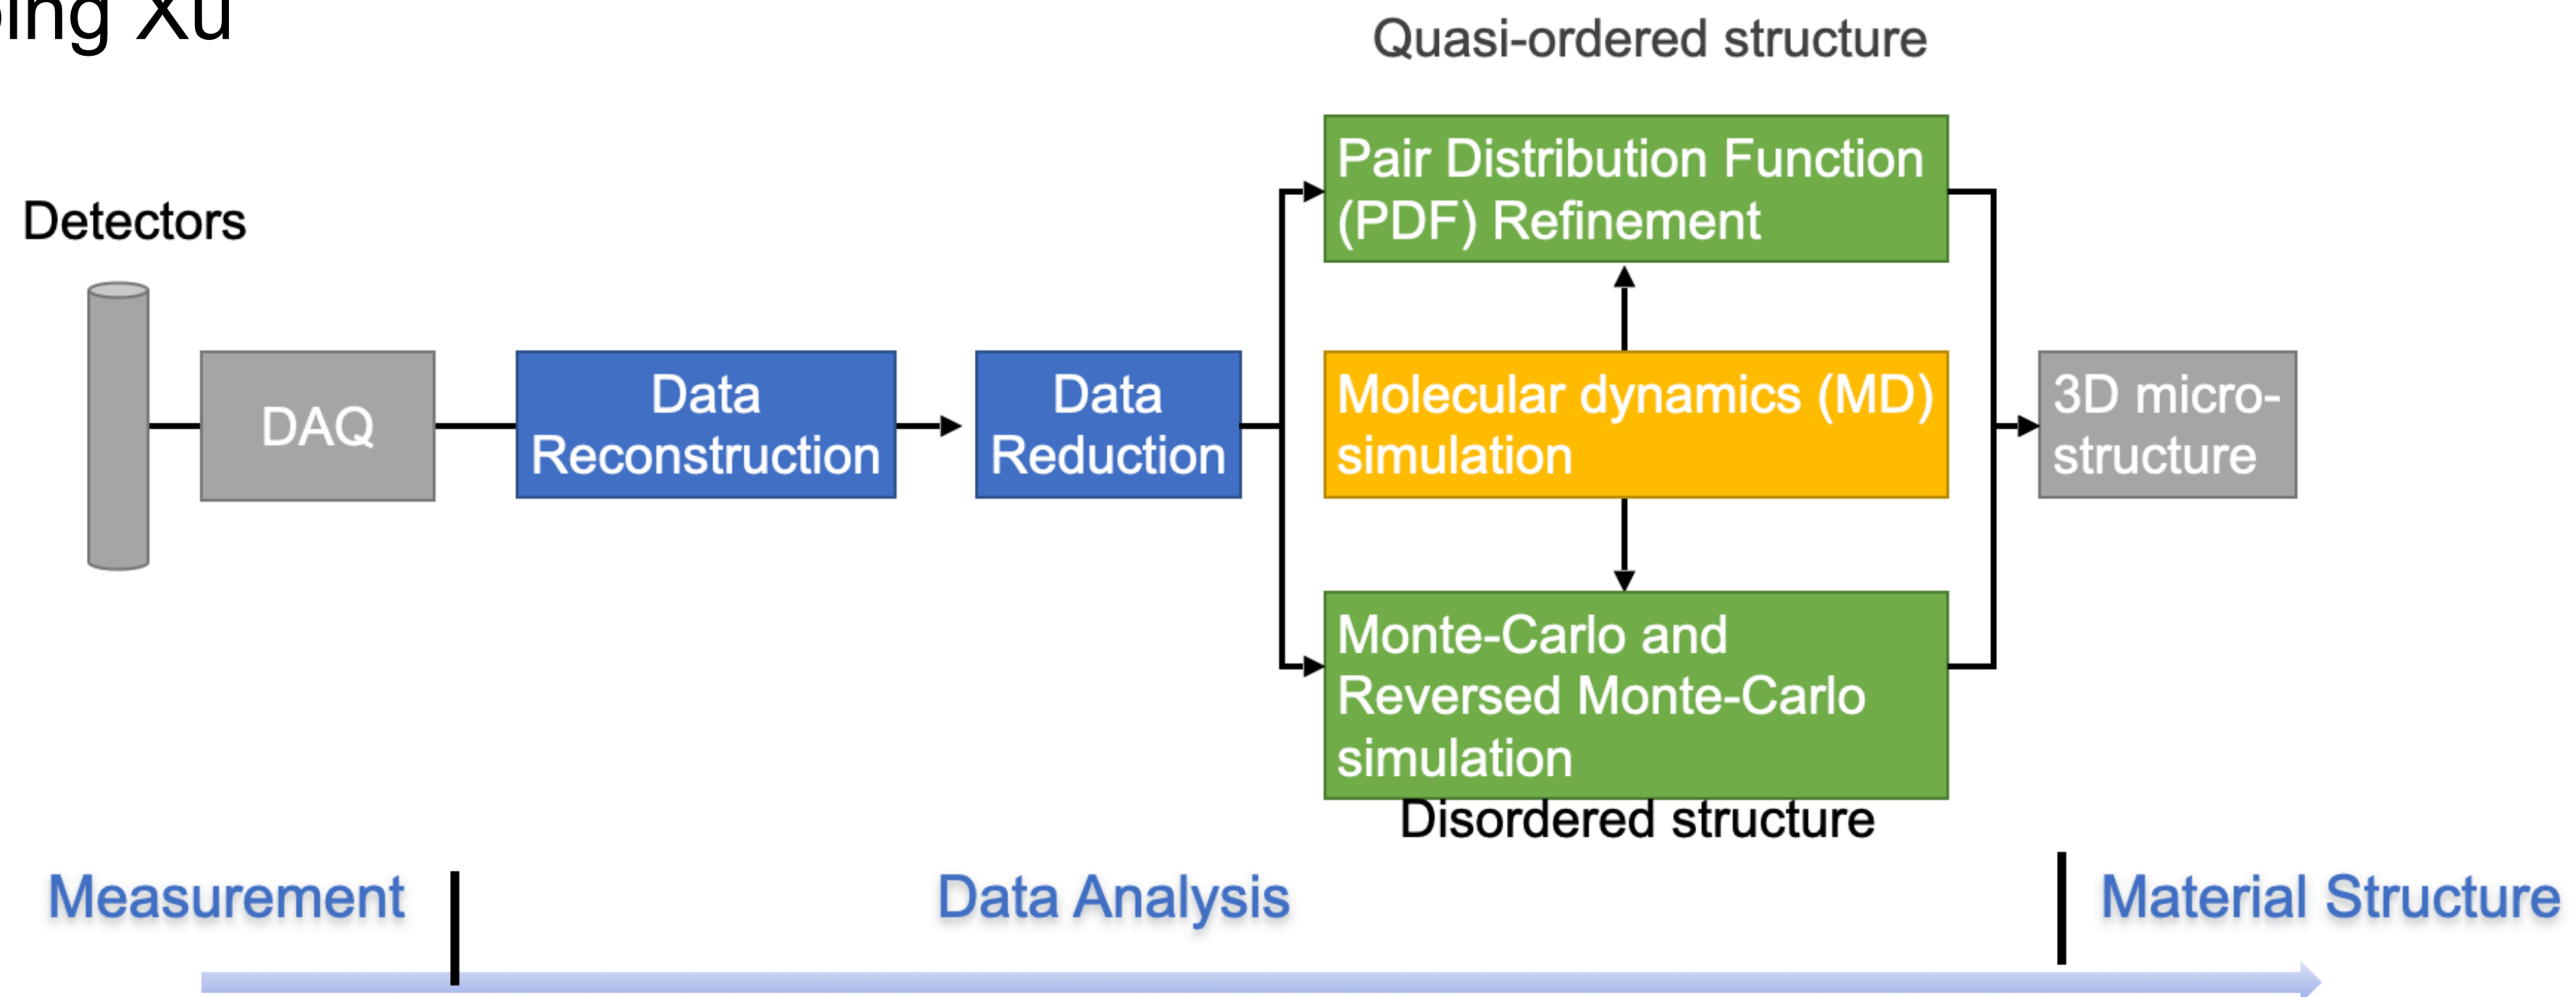 Xu
Quasi-ordered structure
Pair Distribution Function
(PDF) Refinement
Detectors
DAQ
Data
Reconstruction
Data
Reduction
Molecular dynamics (MD)
simulation
3D micro-
structure
Monte-Carlo and
Reversed Monte-Carlo
simulation
Disordered structure
Measurement
Data Analysis
Material Structure